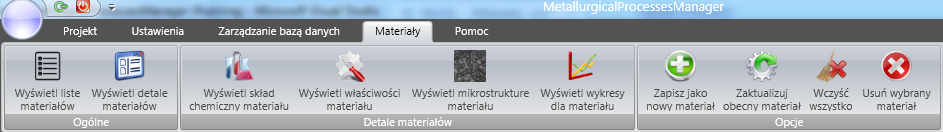 MetallurgicalProcessesManager
Projekt Ustawienia Zarządzanie bazą danych Materiały Pomoc
Wyświetl liste materiałów
Wyświetl detale materiałów
Ogólne
Wyświetl skład chemiczny materiału
Wyświetl właściwości materiału
Wyświetl mikrostrukture materiału
Wyświetl wykresy dla materiału
Detale materiałów
Zapisz jako nowy materiał
Zaktualizuj obecny materiał
Wczyść wszystko
Usuń wybrany materiał
Opcje